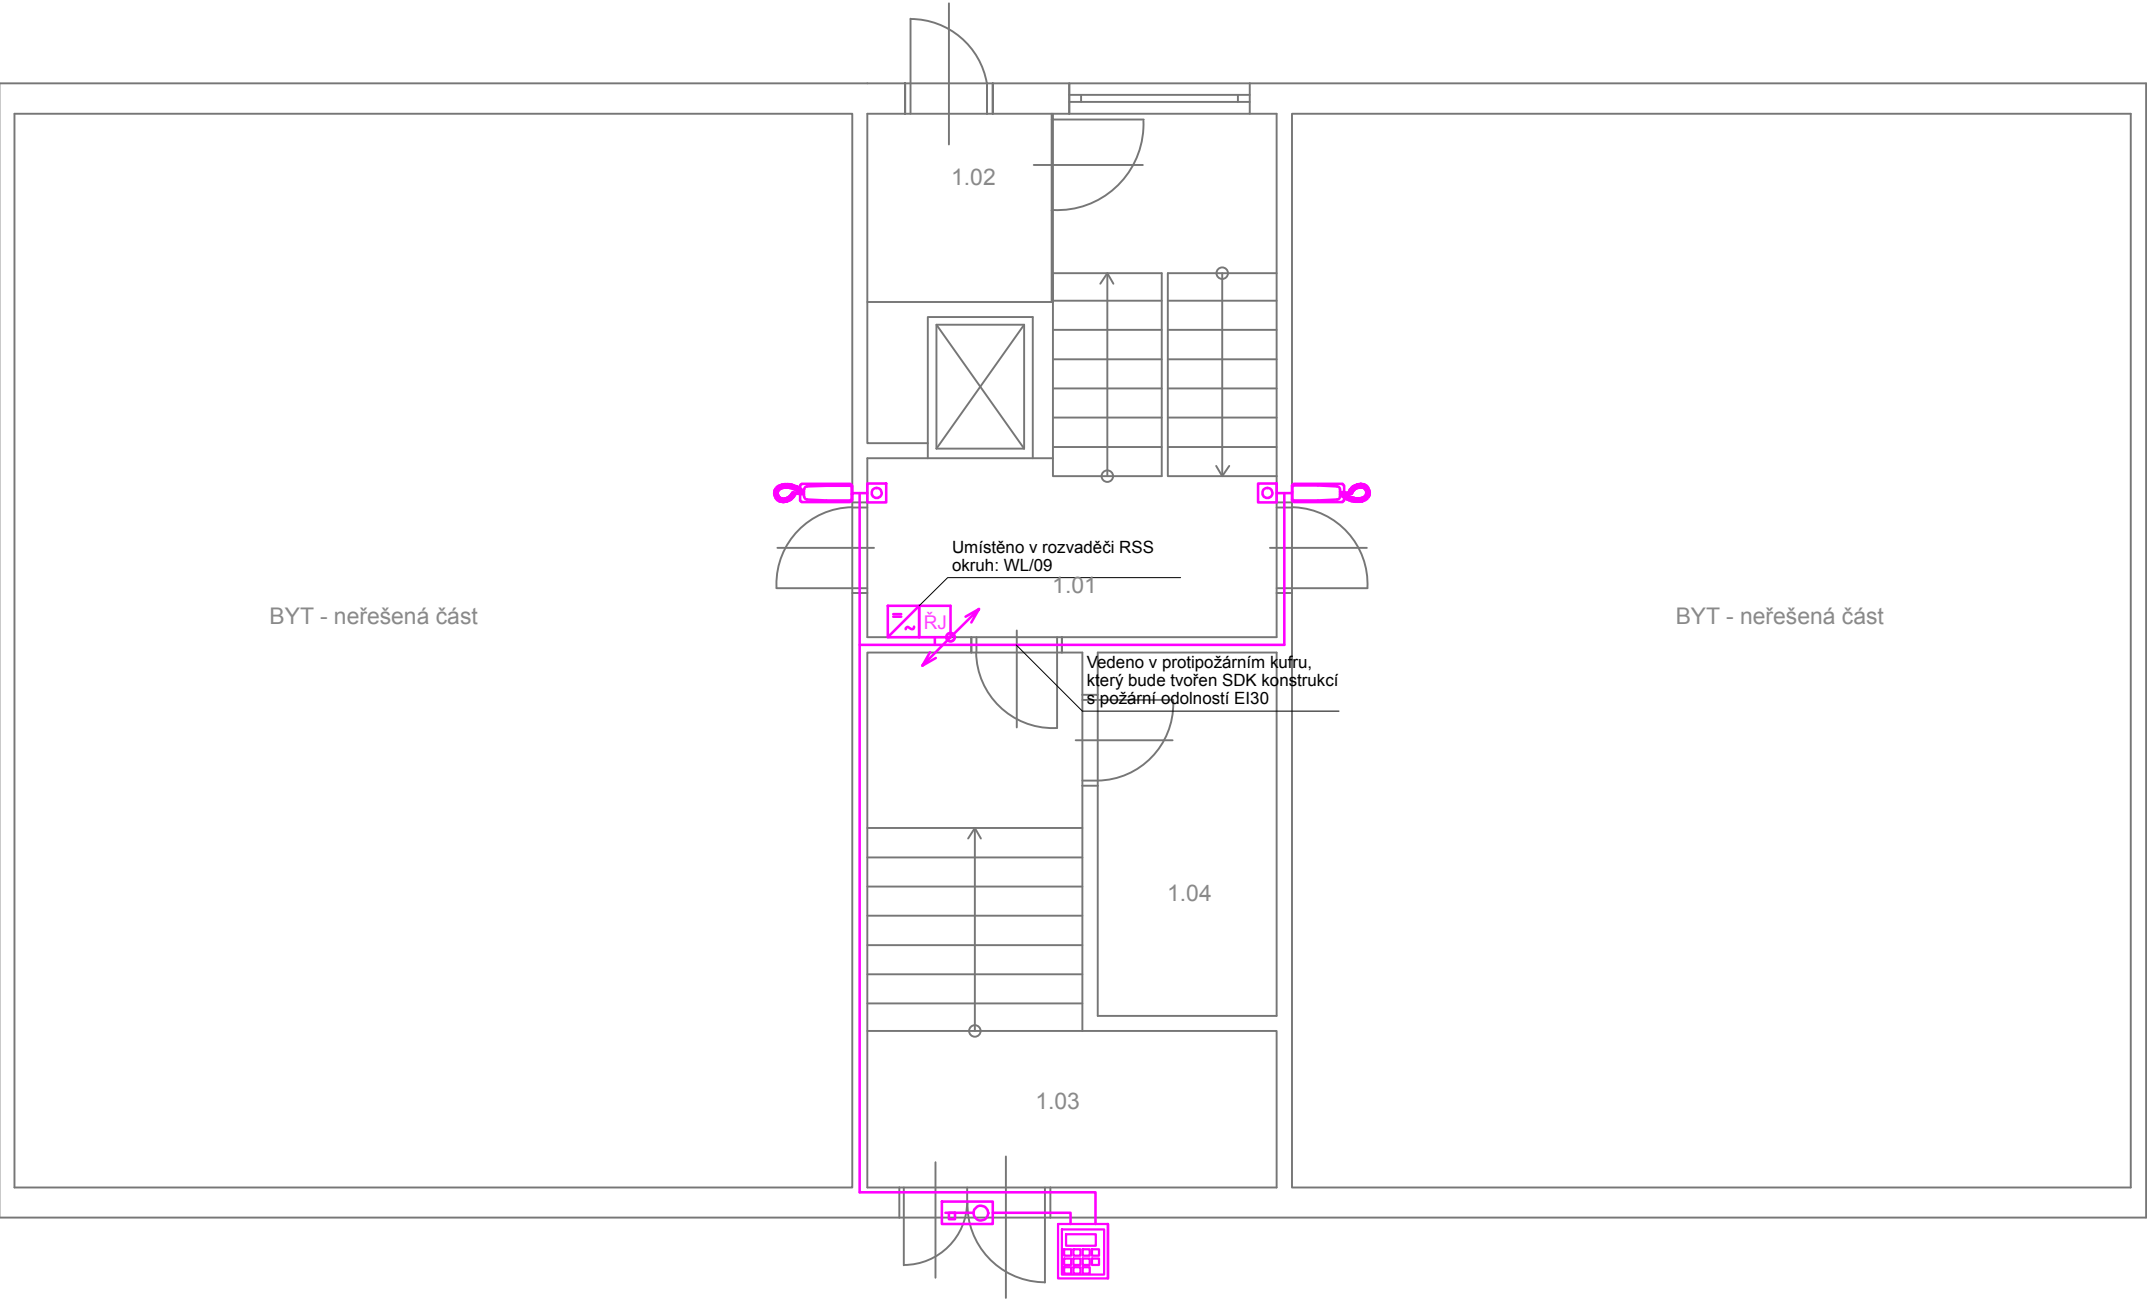 1.02
Umístěno v rozvaděči RSS
okruh: WL/09
1.01
BYT - neřešená část
ŘJ
BYT - neřešená část
Vedeno v protipožárním kufru,
který bude tvořen SDK konstrukcí
s požární odolností EI30
1.04
1.03